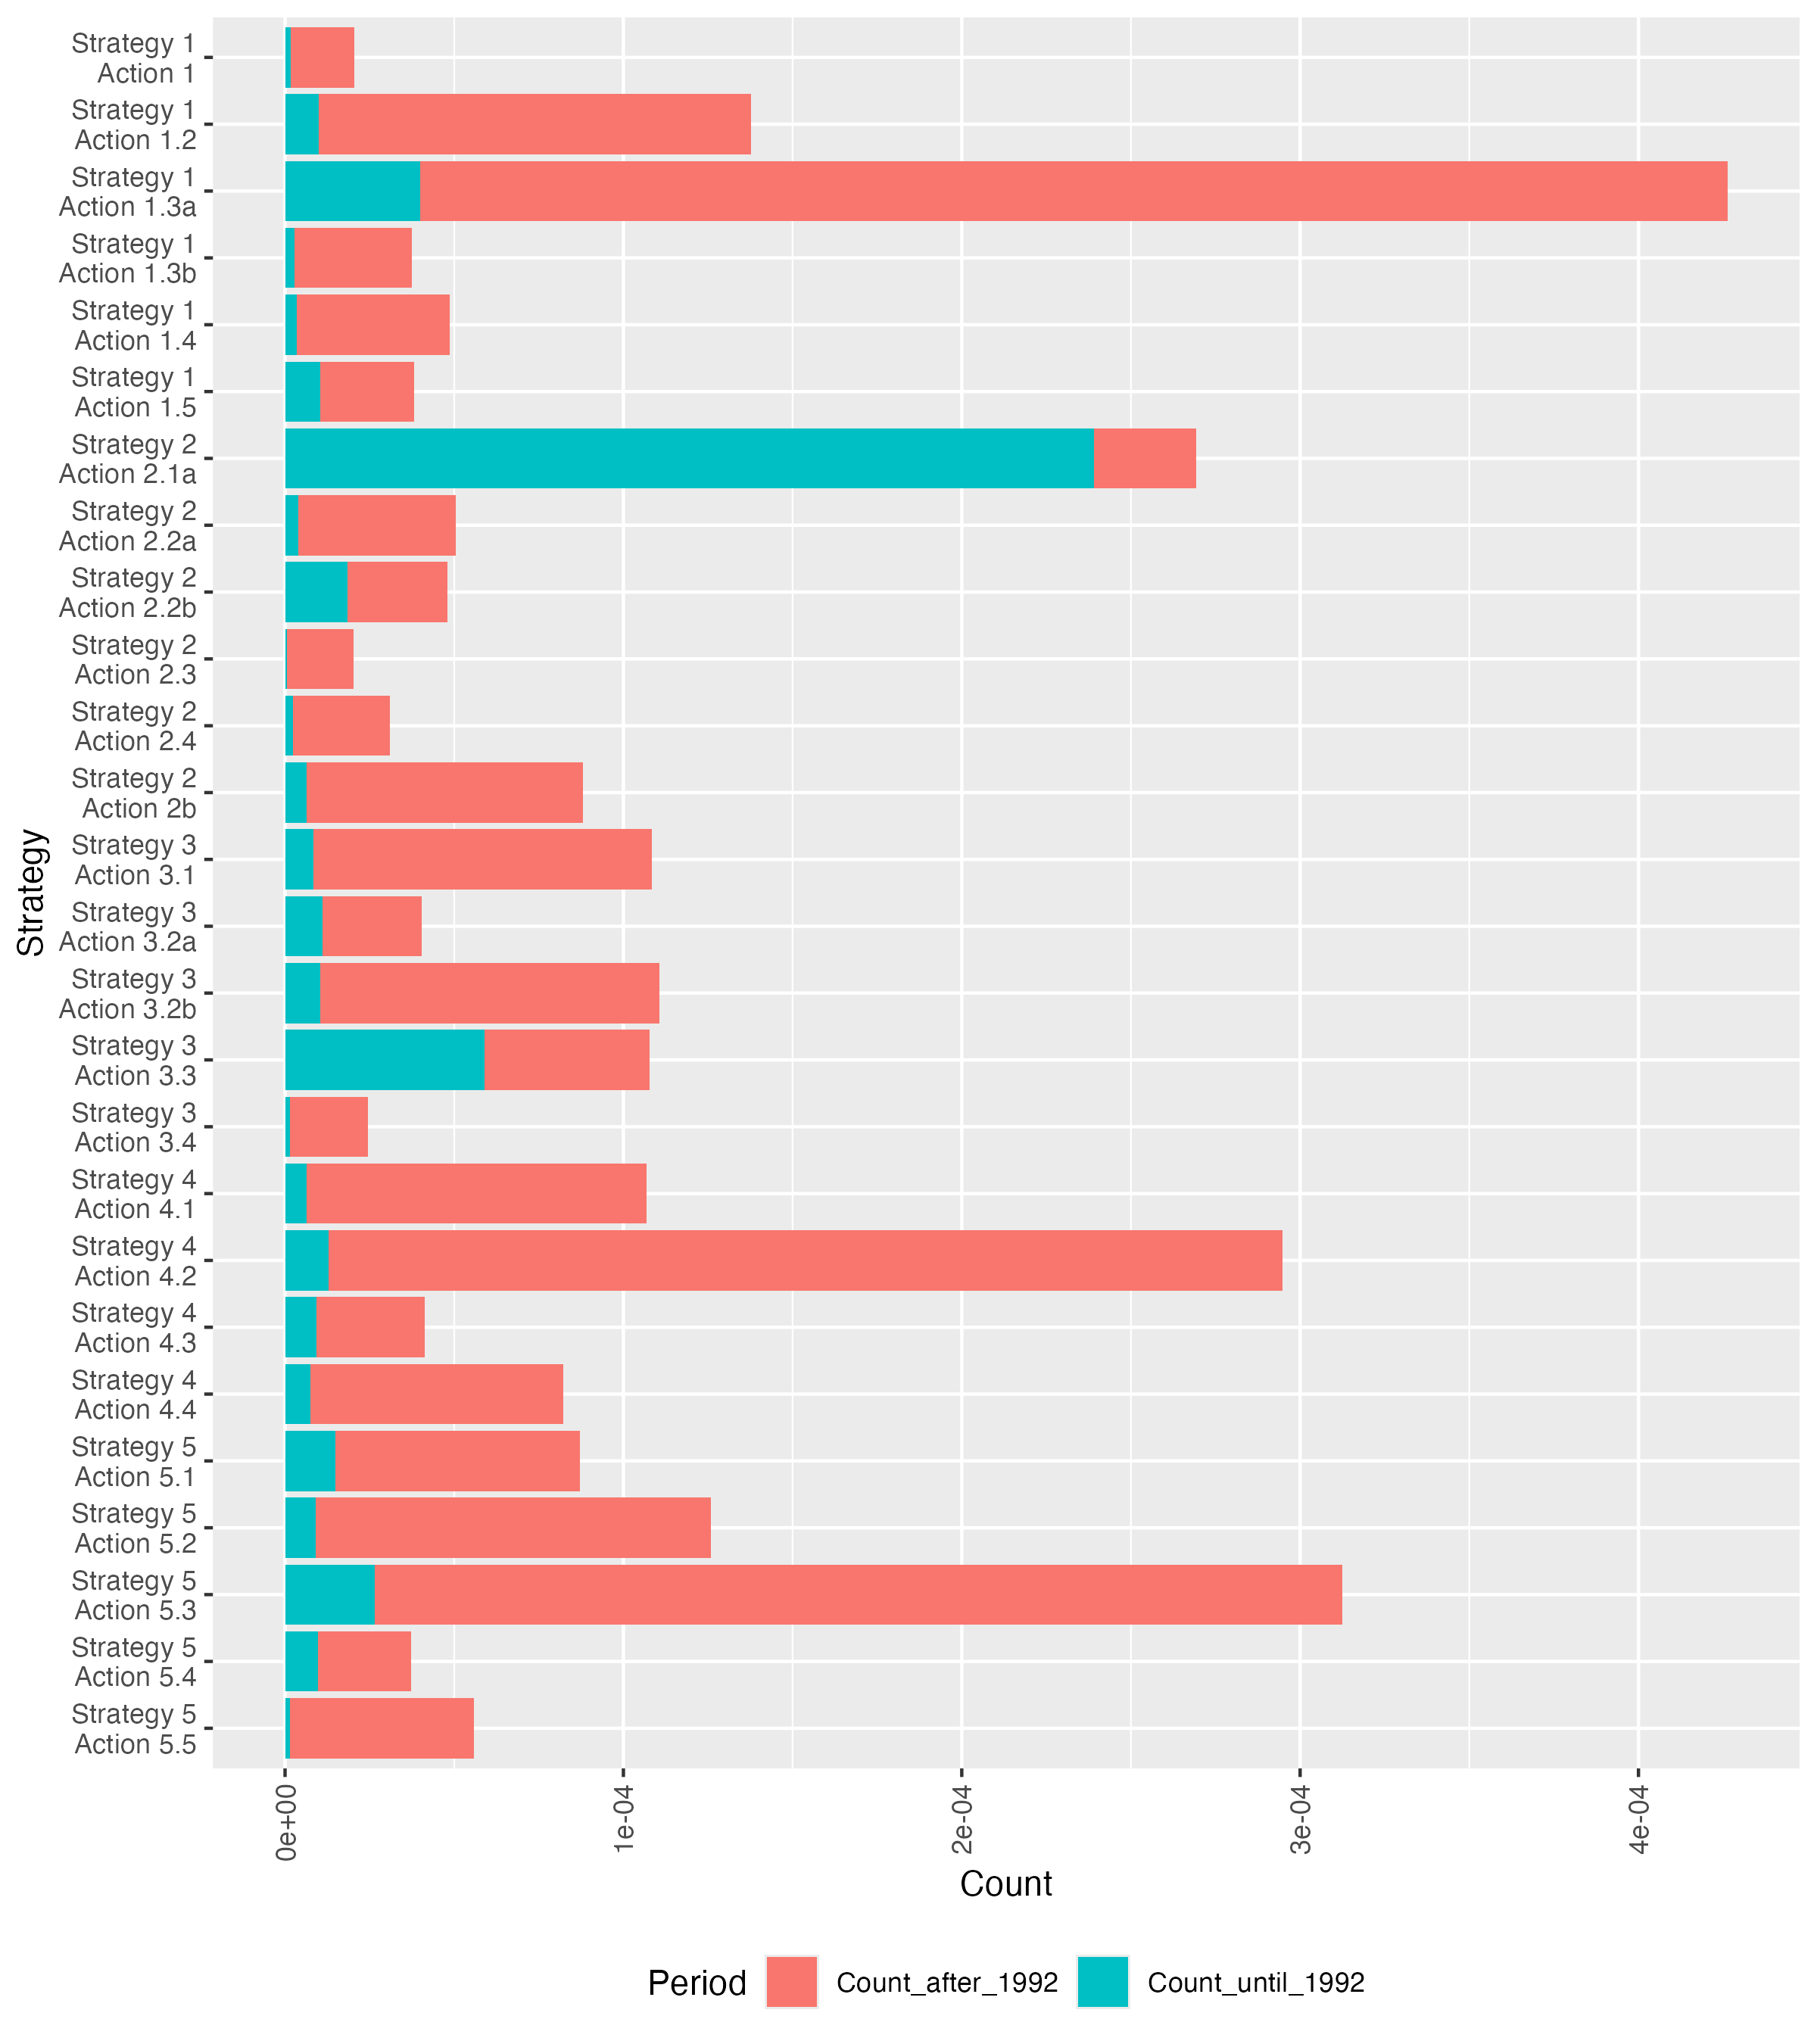 Strategy 1
Action 1
Strategy 1
Action 1.2
Strategy 1
Action 1.3a
Strategy 1
Action 1.3b
Strategy 1
Action 1.4
Strategy 1
Action 1.5
Strategy 2
Action 2.1a
Strategy 2
Action 2.2a
Strategy 2
Action 2.2b
Strategy 2
Action 2.3
Strategy 2
Action 2.4
Strategy 2
Action 2b
Strategy 3
Action 3.1
Strategy 3
Action 3.2a
Strategy 3
Action 3.2b
Strategy 3
Action 3.3
Strategy 3
Action 3.4
Strategy 4
Action 4.1
Strategy 4
Action 4.2
Strategy 4
Action 4.3
Strategy 4
Action 4.4
Strategy 5
Action 5.1
Strategy 5
Action 5.2
Strategy 5
Action 5.3
Strategy 5
Action 5.4
Strategy 5
Action 5.5
Strategy
0e+00
1e-04
2e-04
3e-04
4e-04
Count
Period
Count_after_1992
Count_until_1992